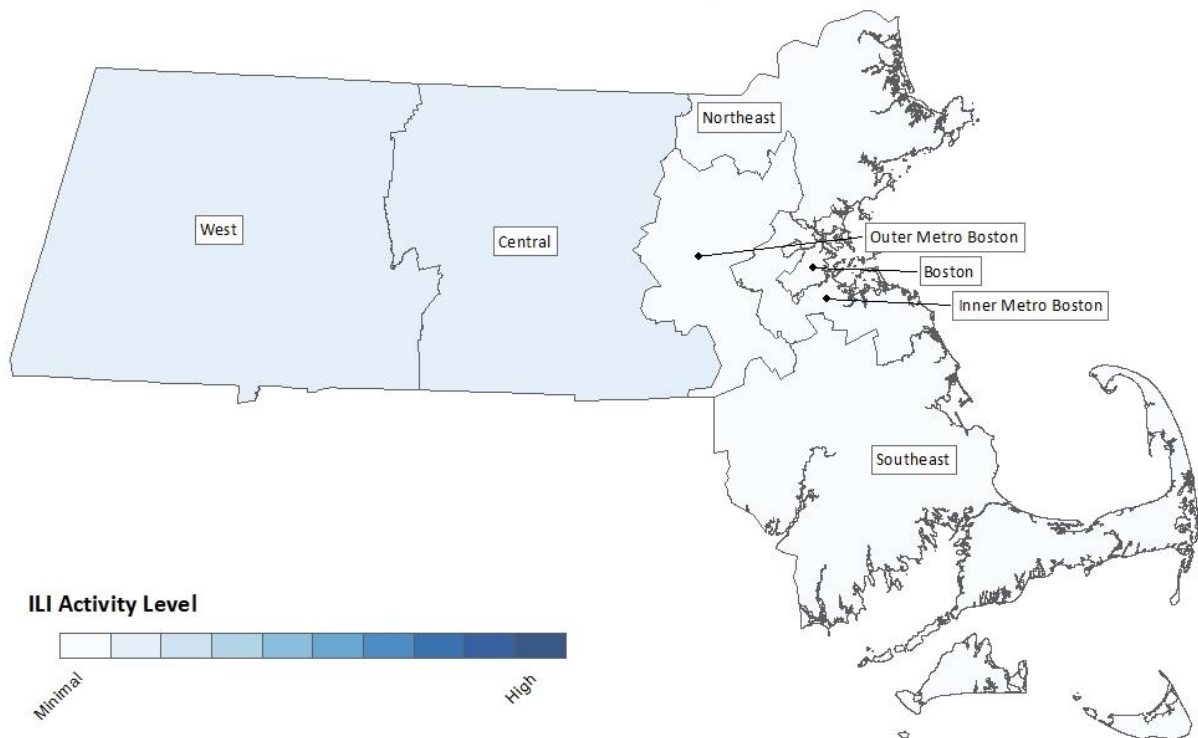 Northeast
West
Central
Outer Metro Boston
Boston
Inner Metro Boston
Southeast
ILI Activity Level
Minimal
High